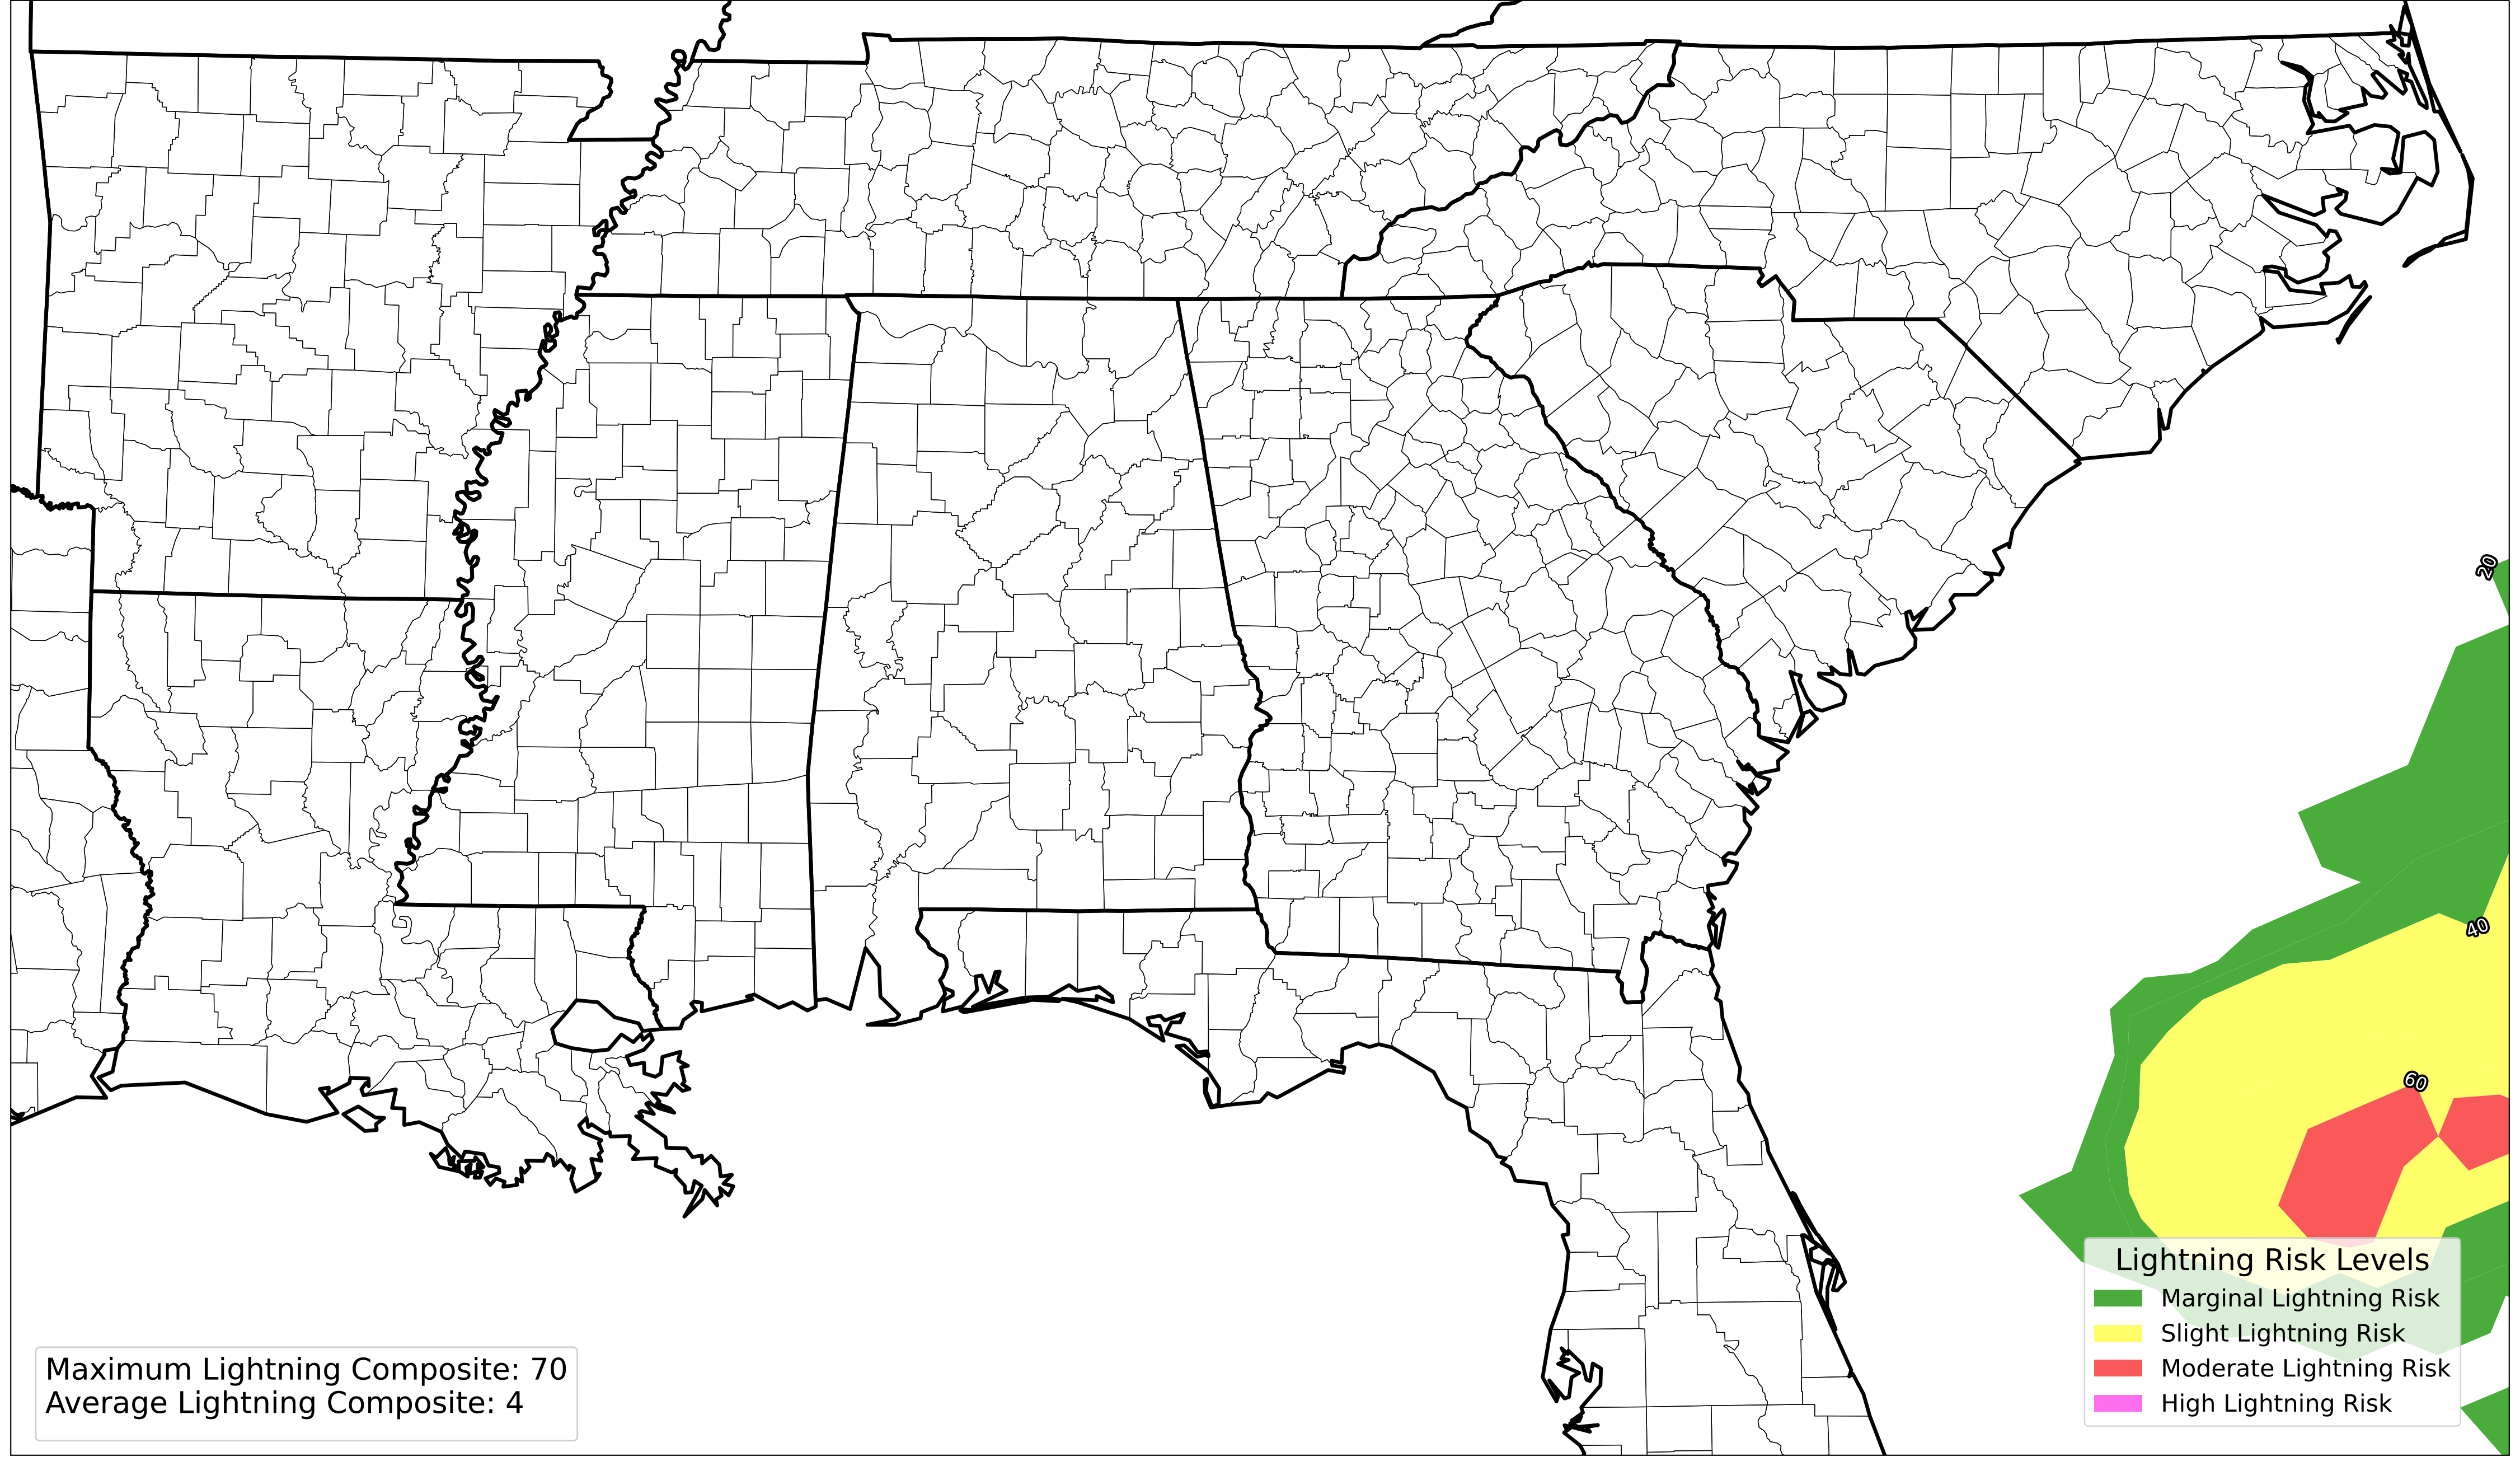 20
40
60
Lightning Risk Levels
Marginal Lightning Risk
Slight Lightning Risk
Moderate Lightning Risk
High Lightning Risk
Maximum Lightning Composite: 70
Average Lightning Composite: 4